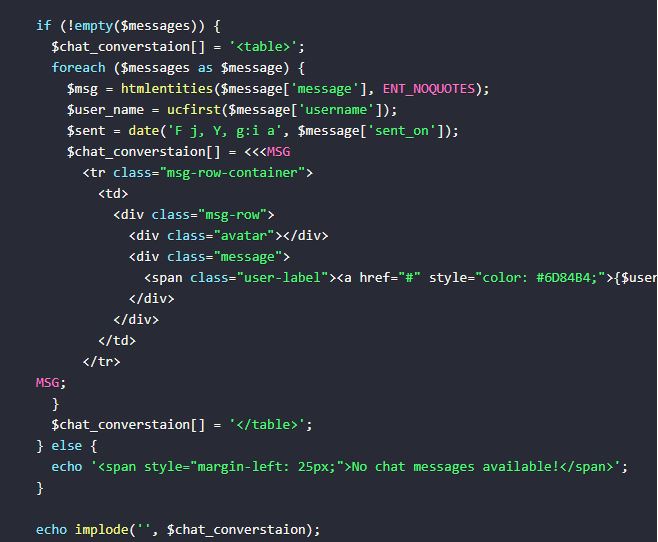 if (!empty($messages)) {
  $chat_converstaion[] = '<table>';
  foreach ($messages as $message) {
    $msg = htmlentities($message['message'], ENT_NOQUOTES);
    $user_name = ucfirst($message['username']);
    $sent = date('F j, Y, g:i a', $message['sent_on']);
    $chat_converstaion[] = <<<MSG
      <tr class="msg-row-container">
        <td>
          <div class="msg-row">
            <div class="avatar"></div>
            <div class="message">
              <span class="user-label"><a href="#" style="color: #6D84B4;">{$user
            </div>
          </div>
        </td>
      </tr>
MSG;
  }
  $chat_converstaion[] = '</table>';
} else {
  echo '<span style="margin-left: 25px;">No chat messages available!</span>';
}

echo implode('', $chat_converstaion);